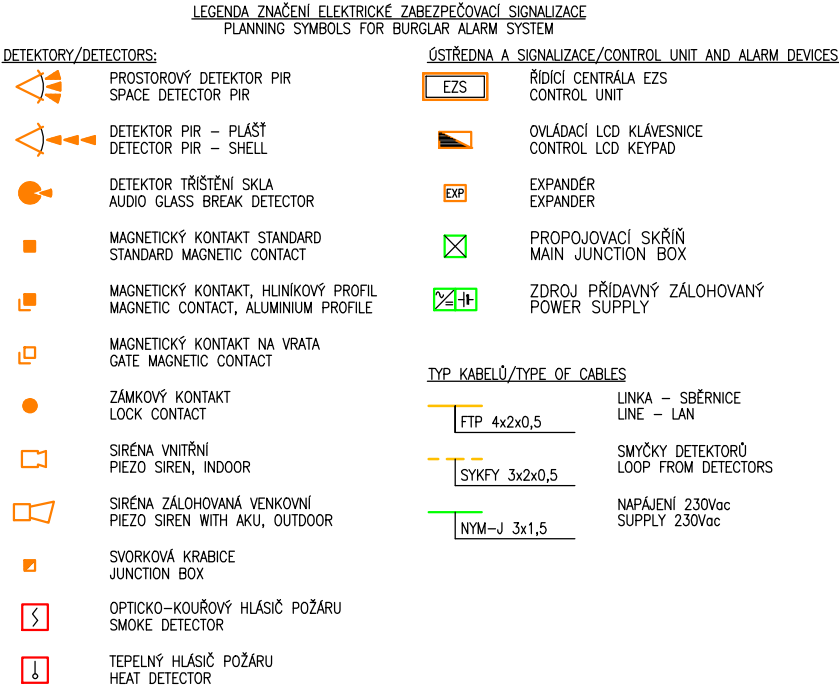 LEGENDA ZNAČENÍ ELEKTRICKÉ ZABEZPEČOVACÍ SIGNALIZACE
PLANNING SYMBOLS FOR BURGLAR ALARM SYSTEM
DETEKTORY/DETECTORS:
PROSTOROVÝ DETEKTOR PIR
SPACE DETECTOR PIR
DETEKTOR PIR – PLÁŠŤ
DETECTOR PIR – SHELL
DETEKTOR TŘÍŠTĚNÍ SKLA
AUDIO GLASS BREAK DETECTOR
MAGNETICKÝ KONTAKT STANDARD
STANDARD MAGNETIC CONTACT
MAGNETICKÝ KONTAKT, HLINÍKOVÝ PROFIL
MAGNETIC CONTACT, ALUMINIUM PROFILE
MAGNETICKÝ KONTAKT NA VRATA
GATE MAGNETIC CONTACT
ZÁMKOVÝ KONTAKT
LOCK CONTACT
SIRÉNA VNITŘNÍ
PIEZO SIREN, INDOOR
SIRÉNA ZÁLOHOVANÁ VENKOVNÍ
PIEZO SIREN WITH AKU, OUTDOOR
SVORKOVÁ KRABICE
JUNCTION BOX
OPTICKO–KOUŘOVÝ HLÁSIČ POŽÁRU
SMOKE DETECTOR
TEPELNÝ HLÁSIČ POŽÁRU
HEAT DETECTOR
ÚSTŘEDNA A SIGNALIZACE/CONTROL UNIT AND ALARM DEVICES
EZS
ŘÍDÍCÍ CENTRÁLA EZS
CONTROL UNIT
OVLÁDACÍ LCD KLÁVESNICE
CONTROL LCD KEYPAD
EXP
EXPANDÉR
EXPANDER
PROPOJOVACÍ SKŘÍŇ
MAIN JUNCTION BOX
ZDROJ PŘÍDAVNÝ ZÁLOHOVANÝ
POWER SUPPLY
TYP KABELŮ/TYPE OF CABLES
FTP 4x2x0,5
LINKA – SBĚRNICE
LINE – LAN
SYKFY 3x2x0,5
SMYČKY DETEKTORŮ
LOOP FROM DETECTORS
NYM–J 3x1,5
NAPÁJENÍ 230Vac
SUPPLY 230Vac